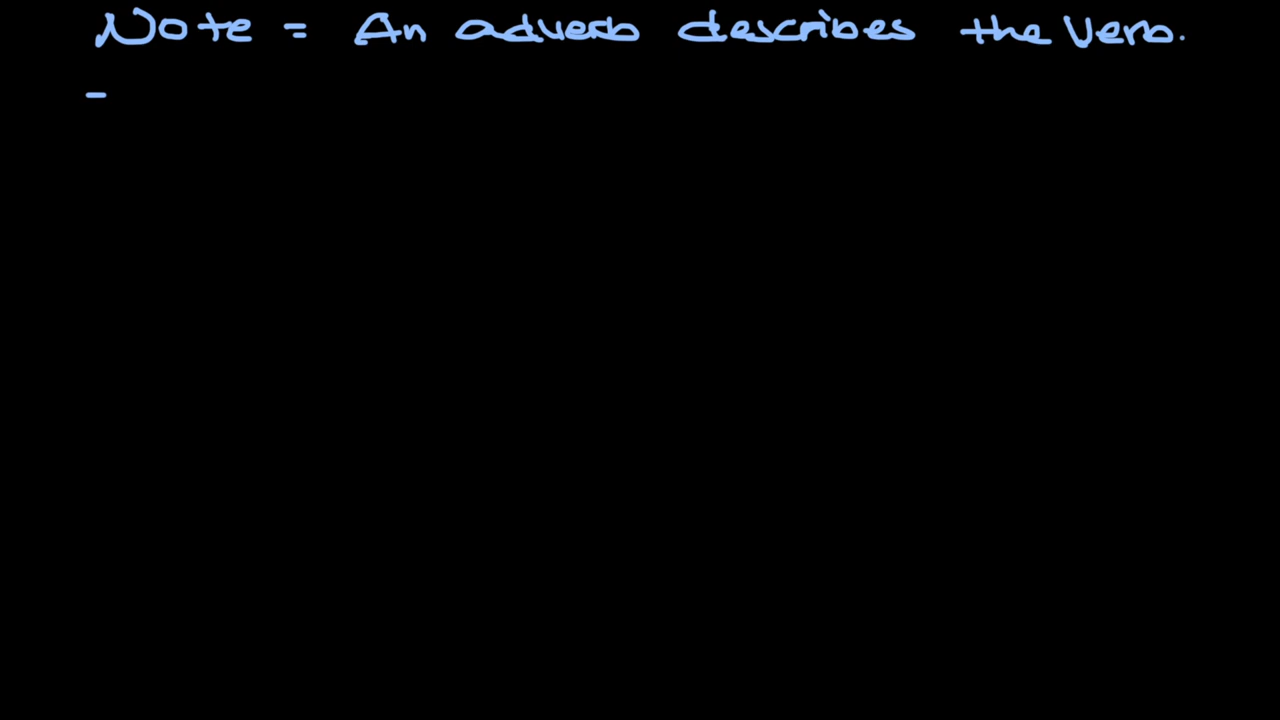 Note = An adverb describes the Verb.
-